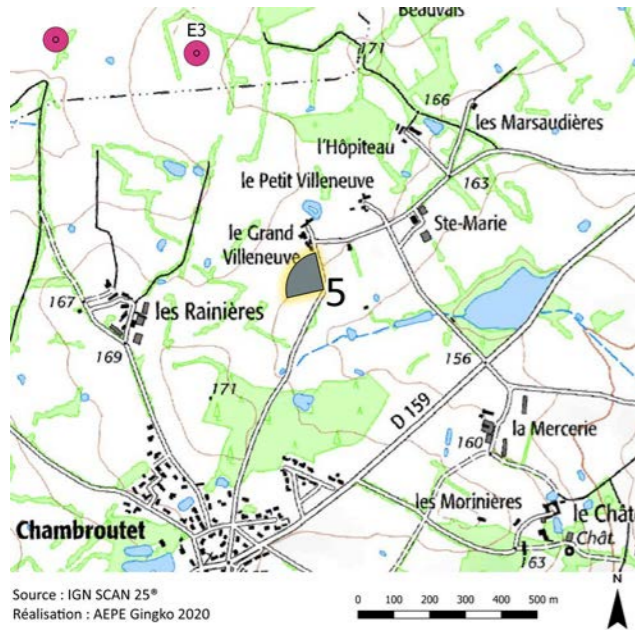 Beauvais
E3
171
166
les Marsaudières
l'Hôpiteau
le Petit Villeneuve
163
Ste-Marie
le Grand
Villeneuve
5
167
les Rainières
169
171
156
D 159
160
la Mercerie
les Morinières
le Chât
Chât.
Chambroutet
163
N
Source : IGN SCAN 25®
Réalisation : AEPE Gingko 2020
0 100 200 300 400 500 m